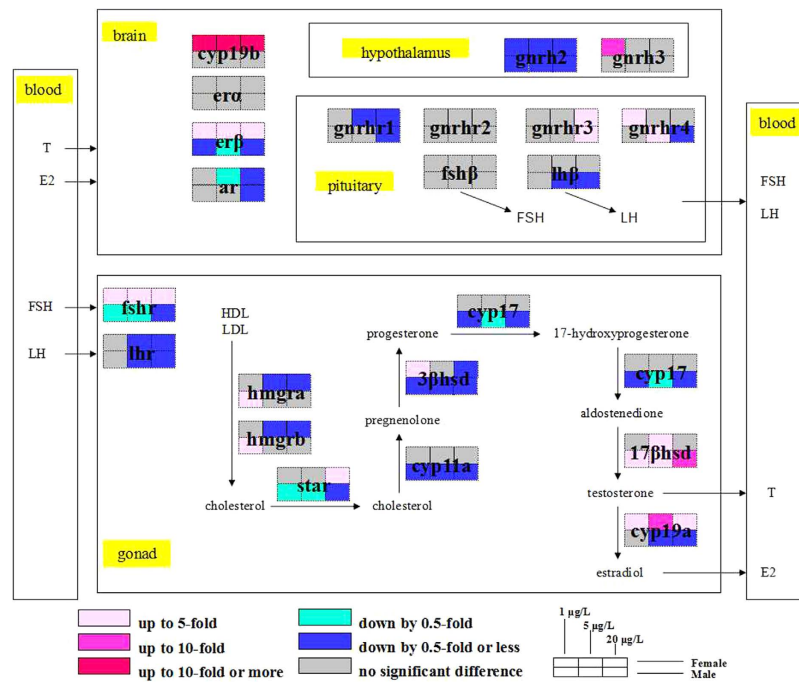 brain
cyp19b
hypothalamus
gnrh2
gnrh3
blood
erα
blood
gnrhr1
gnrhr2
gnrhr3
gnrhr4
erβ
T
E2
ar
pituitary
fshβ
lhβ
FSH
LH
FSH
LH
FSH
fshr
HDL
LDL
cyp17
progesterone
17-hydroxyprogesterone
LH
lhr
hmgra
3βhsd
cyp17
pregnenolone
aldostenedione
hmgrb
cyp11a
17βhsd
star
cholesterol
cholesterol
testosterone
T
cyp19a
gonad
estradiol
E2
up to 5-fold
down by 0.5-fold
1 µg/L
5 µg/L
20 µg/L
up to 10-fold
down by 0.5-fold or less
up to 10-fold or more
no significant difference
Female
Male